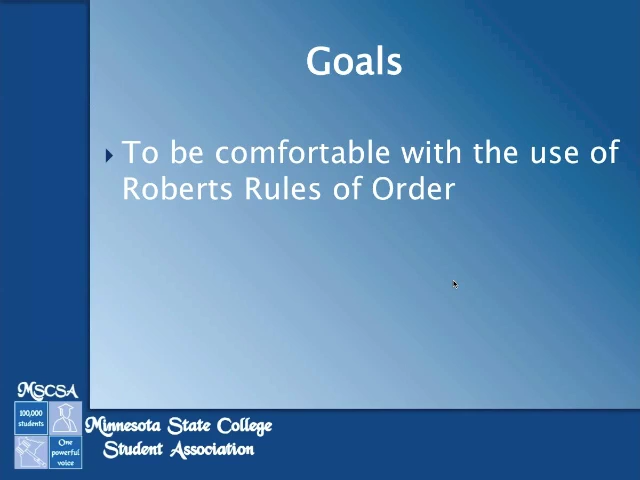 Goals
To be comfortable with the use of
Roberts Rules of Order
MSCSA
100,000
students
One
powerful
voice
Minnesota State College
Student Association